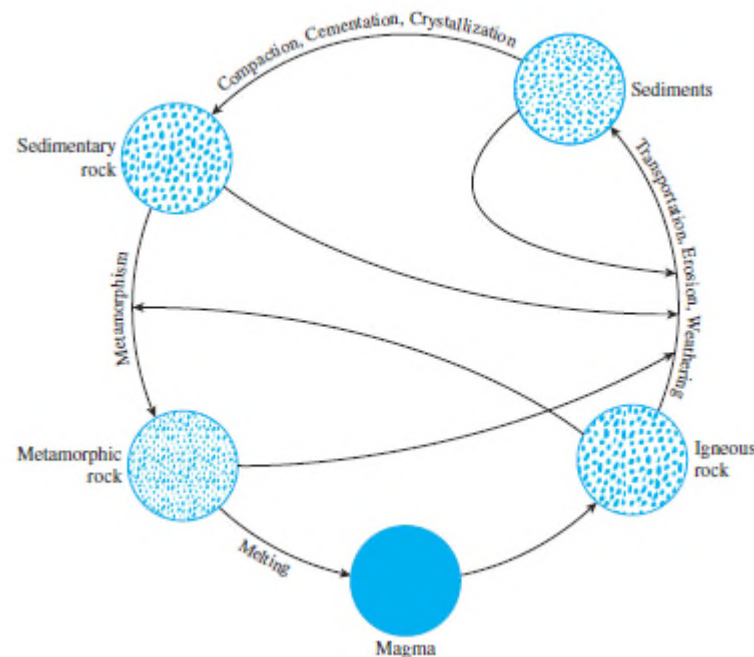 Compaction, Cementation, Crystallization
Sediments
Sedimentary
rock
Transportation, Erosion, Weathering
Metamorphism
Metamorphic
rock
Igneous
rock
Melting
Magma